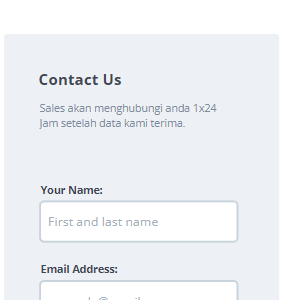 Contact Us
Sales akan menghubungi anda 1x24
Jam setelah data kami terima.
Your Name:
First and last name
Email Address: